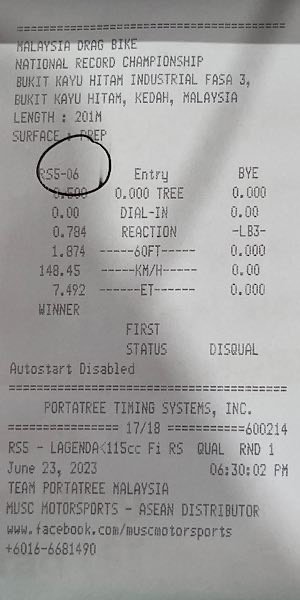 =====================================
MALAYSIA DRAG BIKE
NATIONAL RECORD CHAMPIONSHIP
BUKIT KAYU HITAM INDUSTRIAL FASA 3,
BUKIT KAYU HITAM, KEDAH, MALAYSIA
LENGTH : 201M
SURFACE : PREP
RS5-06 Entry BYE
0.500 0.000 TREE 0.000
0.00 DIAL-IN 0.00
0.784 REACTION -LB3-
1.874 ------60FT------ 0.000
148.45 ------KM/H----- 0.00
7.492 -------ET------- 0.000
WINNER
FIRST
STATUS DISQUAL
Autostart Disabled
=====================================
PORTATREE TIMING SYSTEMS, INC.
================ 17/18 ===========600214
RS5 - LAGENDA<115cc Fi RS QUAL RND 1
June 23, 2023 06:30:02 PM
TEAM PORTATREE MALAYSIA
MUSC MOTORSPORTS - ASEAN DISTRIBUTOR
www.facebook.com/muscmotorsports
+6016-6681490